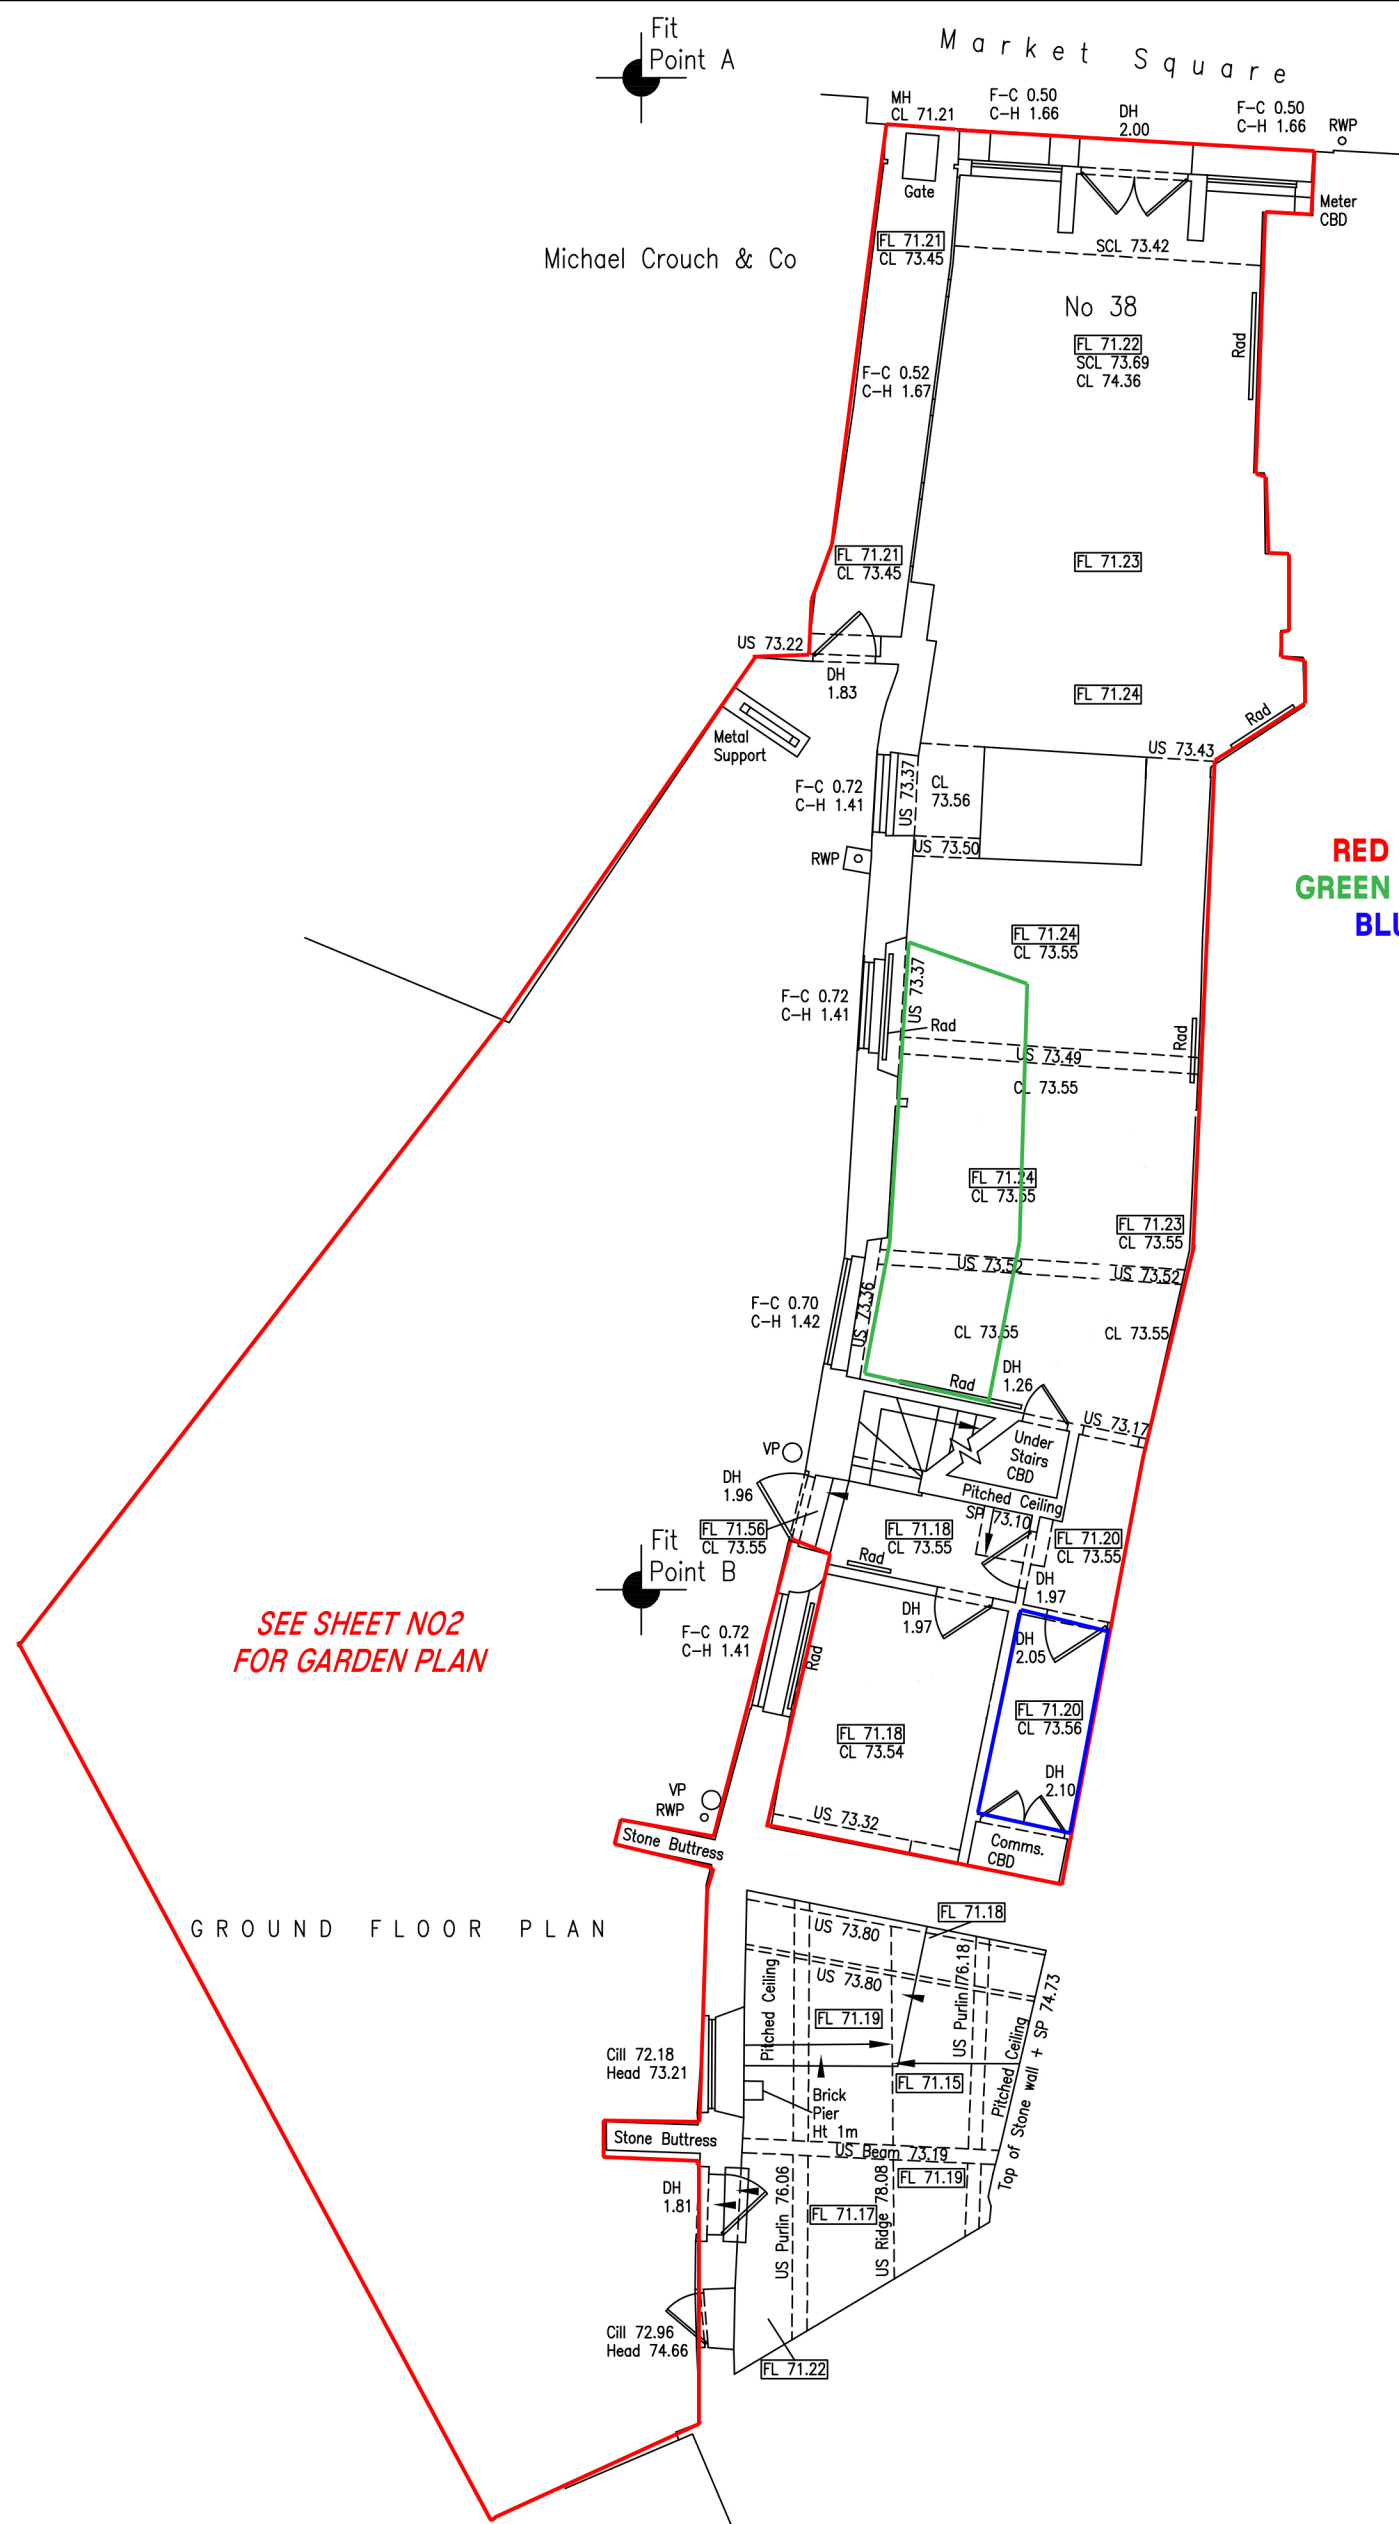 Fit
Point A
Market Square
MH
CL 71.21
F-C 0.50
C-H 1.66
DH
2.00
F-C 0.50
C-H 1.66
RWP
Gate
Meter
CBD
FL 71.21
CL 73.45
SCL 73.42
Michael Crouch & Co
No 38
FL 71.22
SCL 73.69
CL 74.36
Rad
F-C 0.52
C-H 1.67
FL 71.21
CL 73.45
FL 71.23
US 73.22
DH
1.83
FL 71.24
Rad
Metal
Support
US 73.43
F-C 0.72
C-H 1.41
US 73.37
CL
73.56
US 73.50
RWP
RED
GREEN
FL 71.24
CL 73.55
US 73.37
F-C 0.72
C-H 1.41
Rad
Rad
US 73.49
CL 73.55
FL 71.24
CL 73.55
FL 71.23
CL 73.55
US 73.52
US 73.52
F-C 0.70
C-H 1.42
US 73.36
CL 73.55
CL 73.55
Rad
DH
1.26
US 73.17
Under
Stairs
CBD
VP
DH
1.96
Pitched Ceiling
SP 73.10
FL 71.56
CL 73.55
FL 71.18
CL 73.55
FL 71.20
CL 73.55
Fit
Point B
Rad
DH
1.97
DH
1.97
SEE SHEET NO2
FOR GARDEN PLAN
F-C 0.72
C-H 1.41
Rad
DH
2.05
FL 71.20
CL 73.56
FL 71.18
CL 73.54
DH
2.10
VP
RWP
US 73.32
Stone Buttress
Comms.
CBD
GROUND FLOOR PLAN
FL 71.18
US 73.80
US 73.80
Pitched Ceiling
US Purlin 76.18
Pitched Ceiling
Top of Stone wall + SP 74.73
FL 71.19
Cill 72.18
Head 73.21
FL 71.15
Brick
Pier
Ht 1m
Stone Buttress
US Beam 73.19
FL 71.19
DH
1.81
US Purlin 76.06
FL 71.17
US Ridge 78.08
Cill 72.96
Head 74.66
FL 71.22